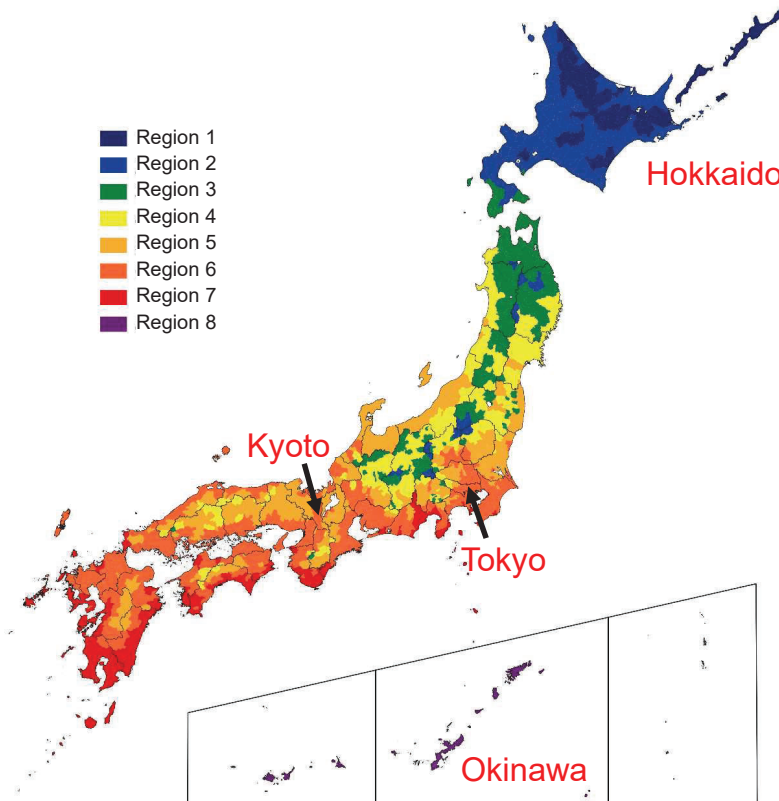 Region 1
Region 2
Region 3
Region 4
Region 5
Region 6
Region 7
Region 8
Hokkaido
Kyoto
Tokyo
Okinawa